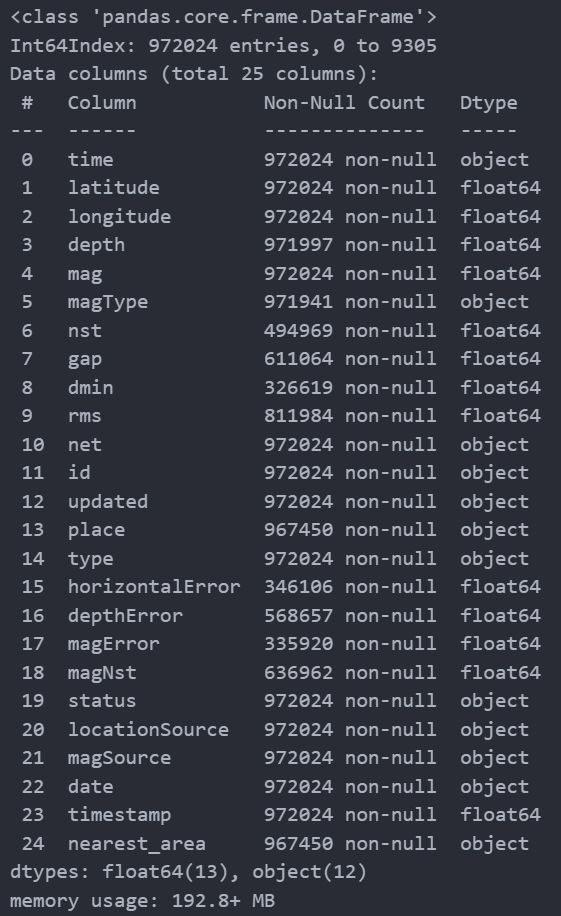 <class 'pandas.core.frame.DataFrame'>
Int64Index: 972024 entries, 0 to 9305
Data columns (total 25 columns):
 #   Column           Non-Null Count   Dtype
---  ------           --------------   -----
 0   time             972024 non-null  object
 1   latitude         972024 non-null  float64
 2   longitude        972024 non-null  float64
 3   depth            971997 non-null  float64
 4   mag              972024 non-null  float64
 5   magType          971941 non-null  object
 6   nst              494969 non-null  float64
 7   gap              611064 non-null  float64
 8   dmin             326619 non-null  float64
 9   rms              811984 non-null  float64
 10  net              972024 non-null  object
 11  id               972024 non-null  object
 12  updated          972024 non-null  object
 13  place            967450 non-null  object
 14  type             972024 non-null  object
 15  horizontalError  346106 non-null  float64
 16  depthError       568657 non-null  float64
 17  magError         335920 non-null  float64
 18  magNst           636962 non-null  float64
 19  status           972024 non-null  object
 20  locationSource   972024 non-null  object
 21  magSource        972024 non-null  object
 22  date             972024 non-null  object
 23  timestamp        972024 non-null  float64
 24  nearest_area     967450 non-null  object
dtypes: float64(13), object(12)
memory usage: 192.8+ MB